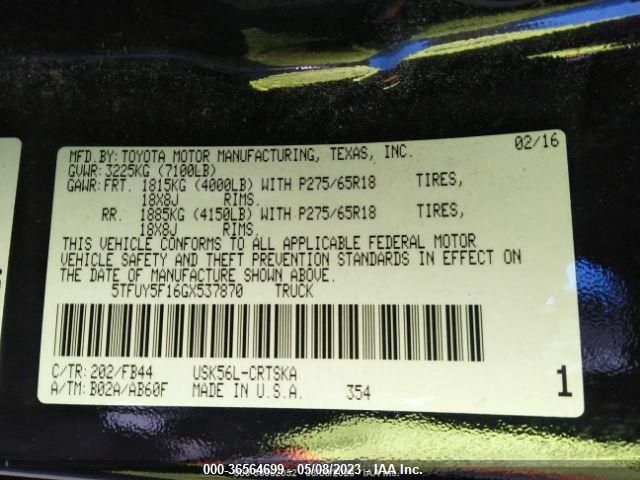 MFD.BY:TOYOTA MOTOR MANUFACTURING, TEXAS, INC. 02/16
GVWR:3225KG (7100LB)
GAWR:FRT. 1815KG (4000LB) WITH P275/65R18 TIRES,
18X8J RIMS.
RR. 1885KG (4150LB) WITH P275/65R18 TIRES,
18X8J RIMS.
THIS VEHICLE CONFORMS TO ALL APPLICABLE FEDERAL MOTOR
VEHICLE SAFETY AND THEFT PREVENTION STANDARDS IN EFFECT ON
THE DATE OF MANUFACTURE SHOWN ABOVE.
5TFUY5F16GX537870 TRUCK
C/TR:202/FB44 USK56L-CRTSKA
A/TM:B02A/AB60F MADE IN U.S.A. 354 1
000-36564699 - 05/08/2023 - IAA Inc.